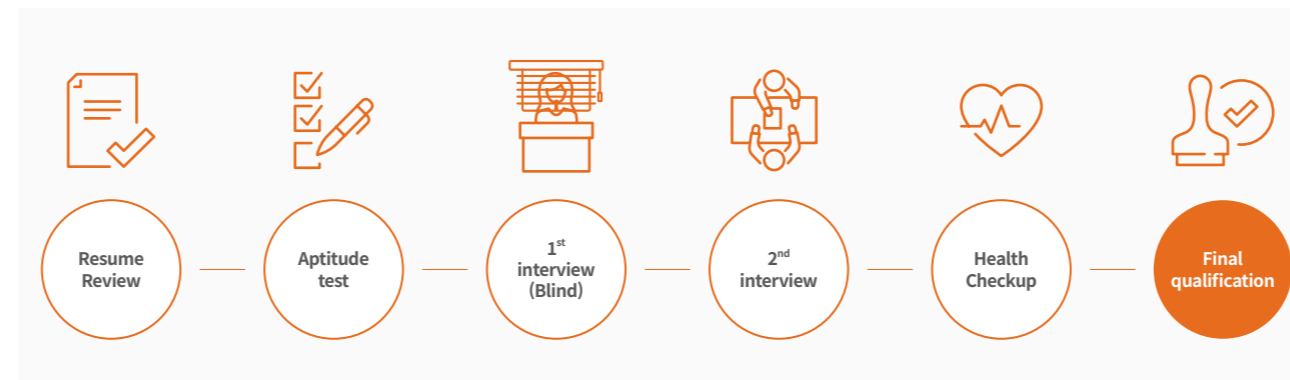 Resume
Review
Aptitude
test
1st
interview
(Blind)
2nd
interview
Health
Checkup
Final
qualification